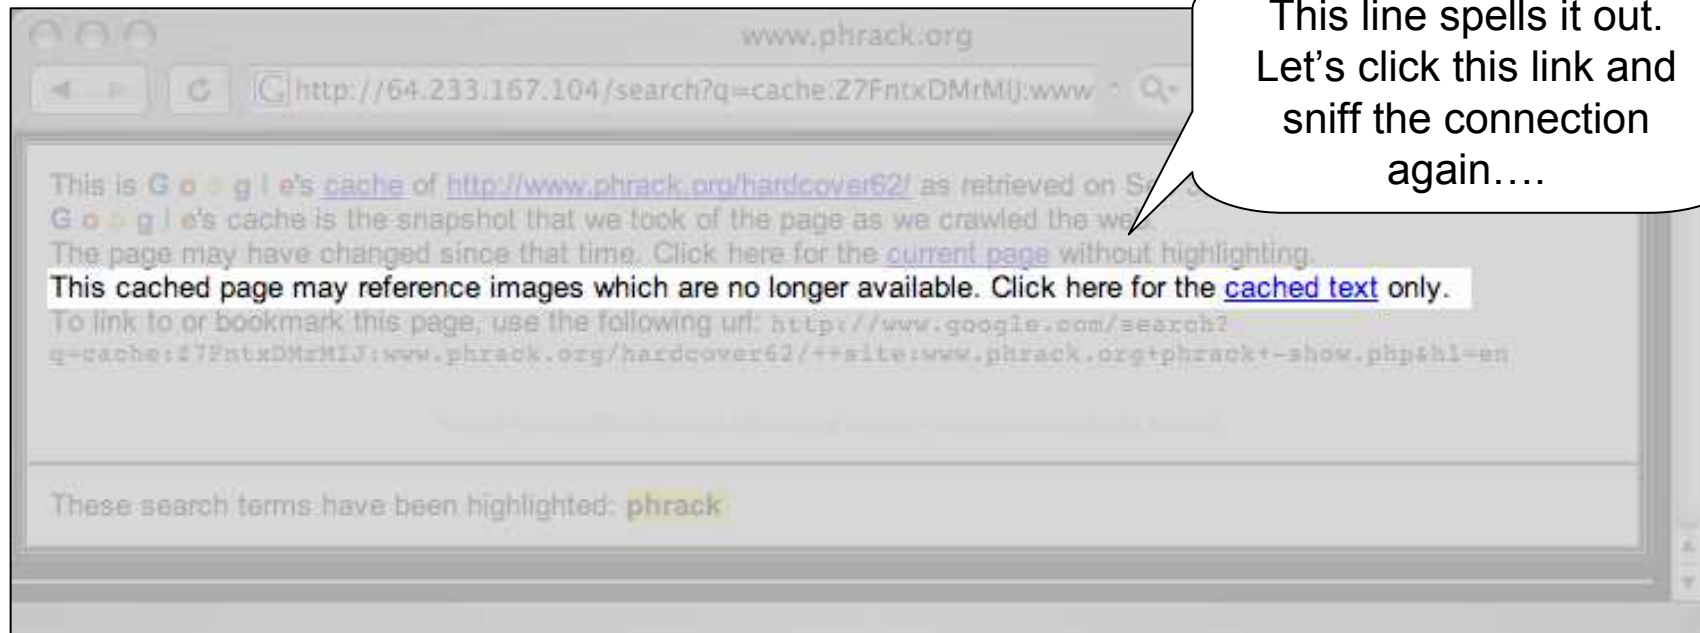 This line spells it out.
Let's click this link and
sniff the connection
again….
www.phrack.org
http://64.233.167.104/search?q=cache:Z7FntxDMrMIJ:www
This is Google's cache of http://www.phrack.org/hardcover62/ as retrieved on
Google's cache is the snapshot that we took of the page as we crawled the web.
The page may have changed since that time. Click here for the current page without highlighting.
This cached page may reference images which are no longer available. Click here for the cached text only.
To link to or bookmark this page, use the following url: http://www.google.com/search?
q=cache:Z7FntxDMrMIJ:www.phrack.org/hardcover62/++site:www.phrack.org+phrack+-show.php&hl=en
These search terms have been highlighted: phrack